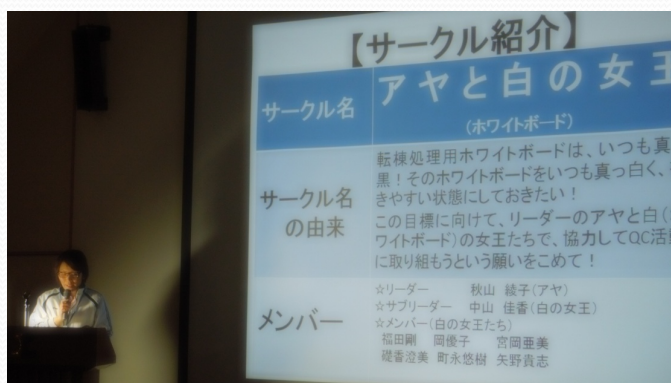 【サークル紹介】
サークル名
アヤと白の女王
(ホワイトボード)
サークル名
の由来
転棟処理用ホワイトボードは、いつも真
黒！そのホワイトボードをいつも真っ白く、
きやすい状態にしておきたい！
この目標に向けて、リーダーのアヤと白(
ワイトボード)の女王たちで、協力してQC活
に取り組もうという願いをこめて！
メンバー
☆リーダー 秋山 綾子(アヤ)
☆サブリーダー 中山 佳香(白の女王)
☆メンバー(白の女王たち)
福田剛 岡優子 宮岡亜美
礒香澄美 町永悠樹 矢野貴志